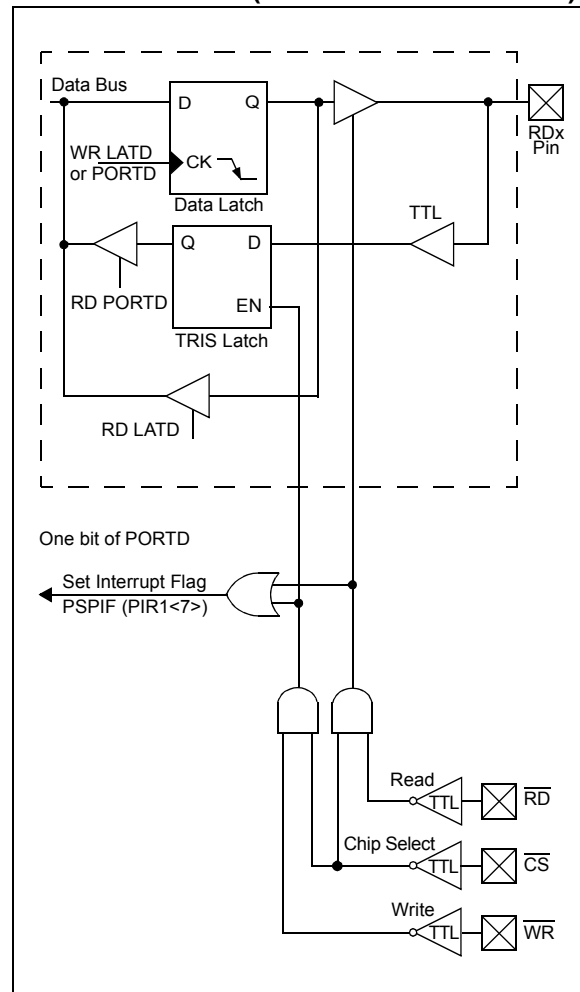 Data Bus
D Q
RDx
Pin
WR LATD
or PORTD
CK
Data Latch
TTL
Q D
RD PORTD
EN
TRIS Latch
RD LATD
One bit of PORTD
Set Interrupt Flag
PSPIF (PIR1<7>)
Read
TTL RD
Chip Select
TTL CS
Write
TTL WR